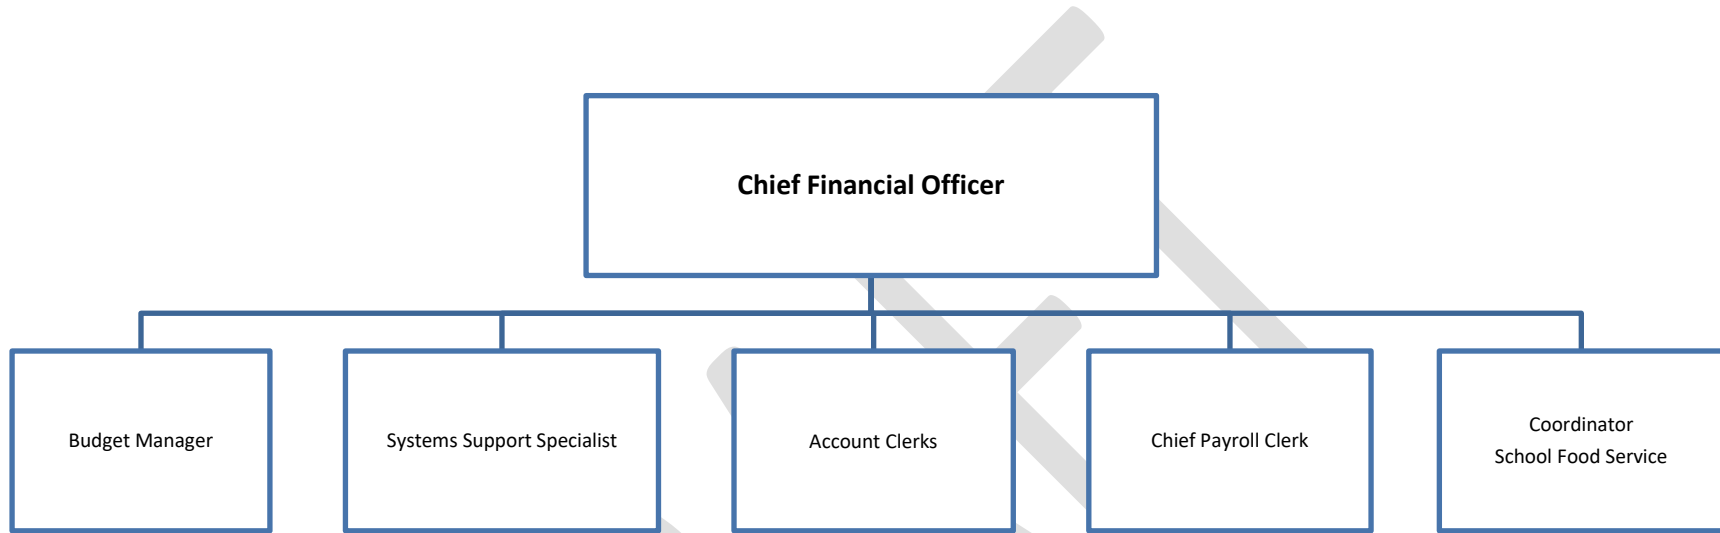 Chief Financial Officer
Budget Manager
Systems Support Specialist
Account Clerks
Chief Payroll Clerk
Coordinator
School Food Service